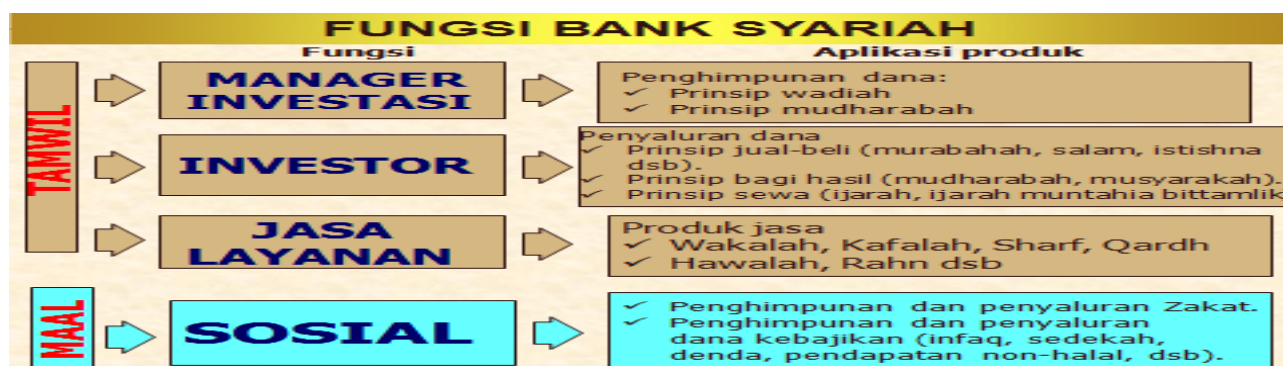 FUNGSI BANK SYARIAH
Fungsi
Aplikasi produk
TAMWIL
MANAGER
INVESTASI
Penghimpunan dana:
✓ Prinsip wadiah
✓ Prinsip mudharabah
INVESTOR
Penyaluran dana
✓ Prinsip jual-beli (murabahah, salam, istishna
dsb).
✓ Prinsip bagi hasil (mudharabah, musyarakah).
✓ Prinsip sewa (ijarah, ijarah muntahia bittamlik
JASA
LAYANAN
Produk jasa
✓ Wakalah, Kafalah, Sharf, Qardh
✓ Hawalah, Rahn dsb
MAAL
SOSIAL
✓ Penghimpunan dan penyaluran Zakat.
✓ Penghimpunan dan penyaluran
dana kebajikan (infaq, sedekah,
denda, pendapatan non-halal, dsb).